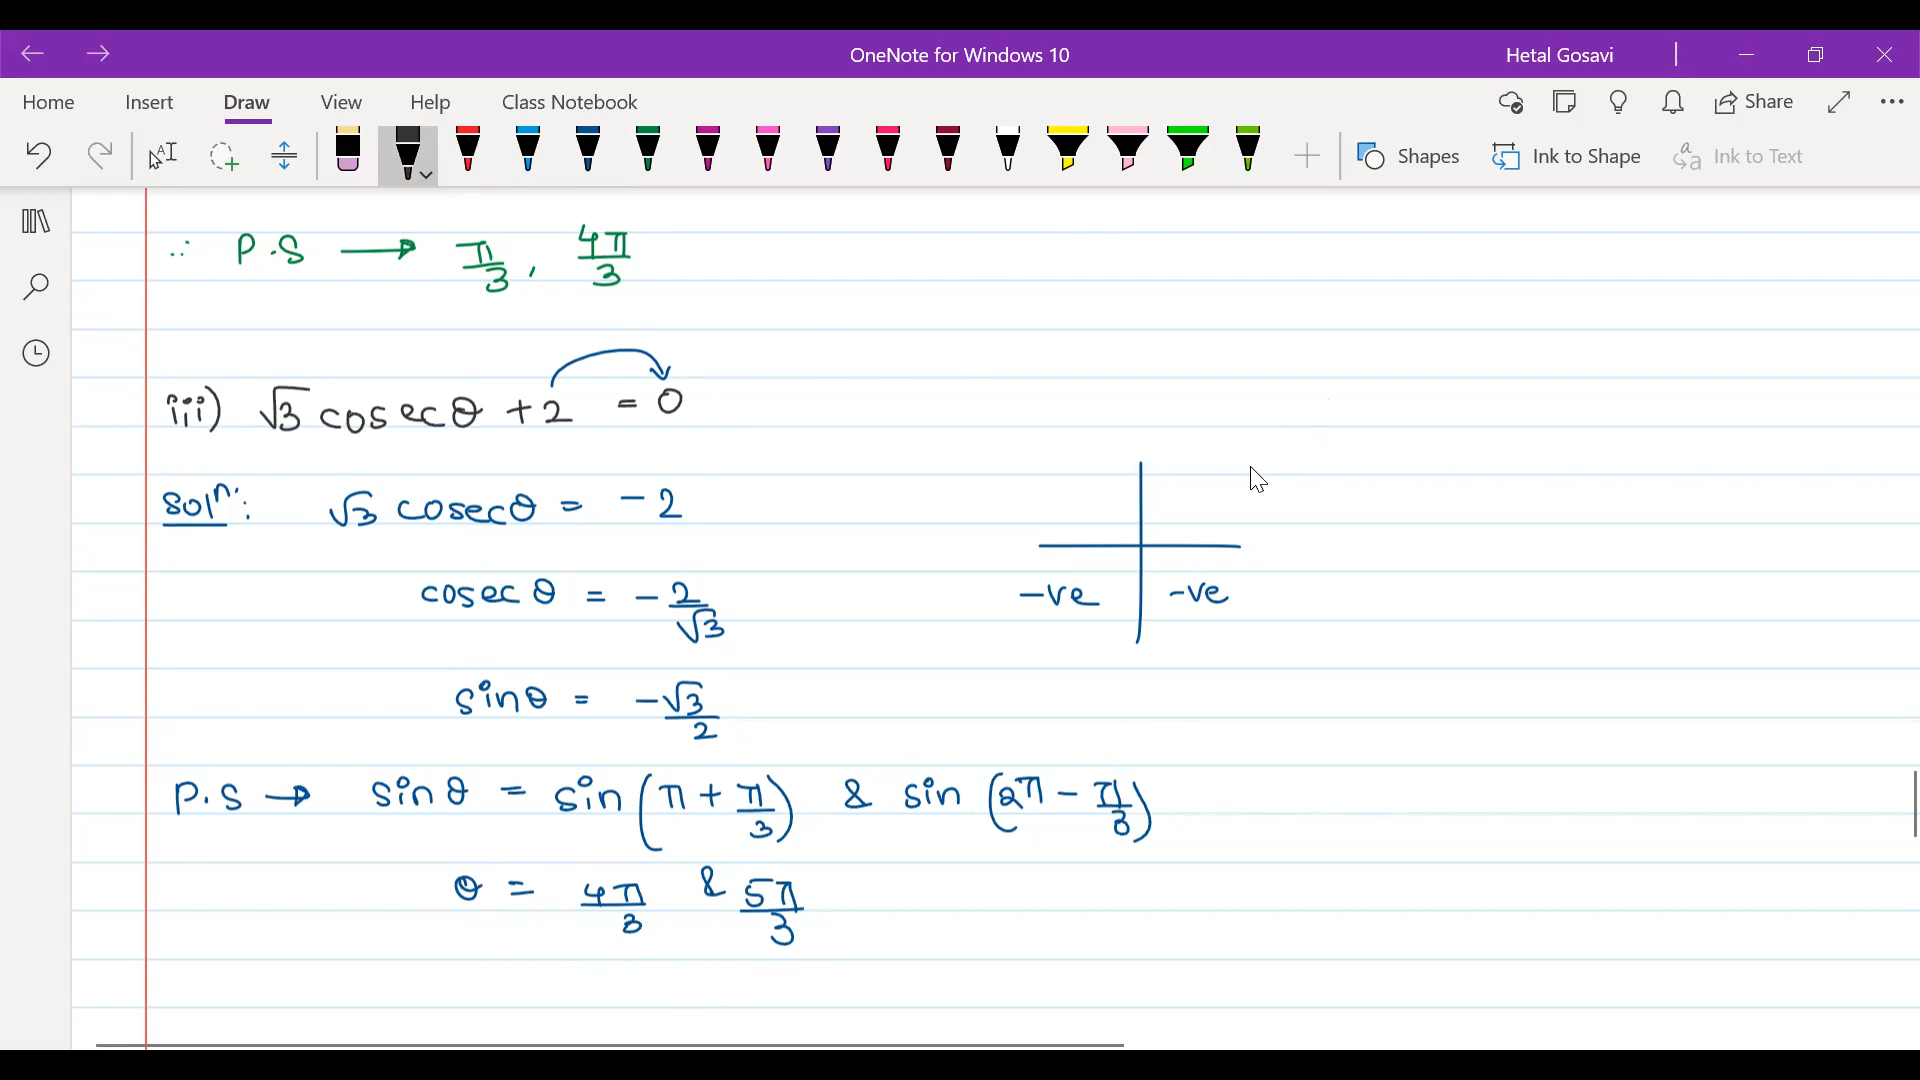 OneNote for Windows 10
Hetal Gosavi
Home Insert Draw View Help Class Notebook
Share
Shapes Ink to Shape Ink to Text
∴ P.S → π/3, 4π/3
iii) √3 cosecθ + 2 = 0
Solⁿ: √3 cosecθ = -2
cosec θ = -2/√3
-ve -ve
sinθ = -√3/2
P.S → sin θ = sin (π + π/3) & sin (2π - π/3)
θ = 4π/3 & 5π/3